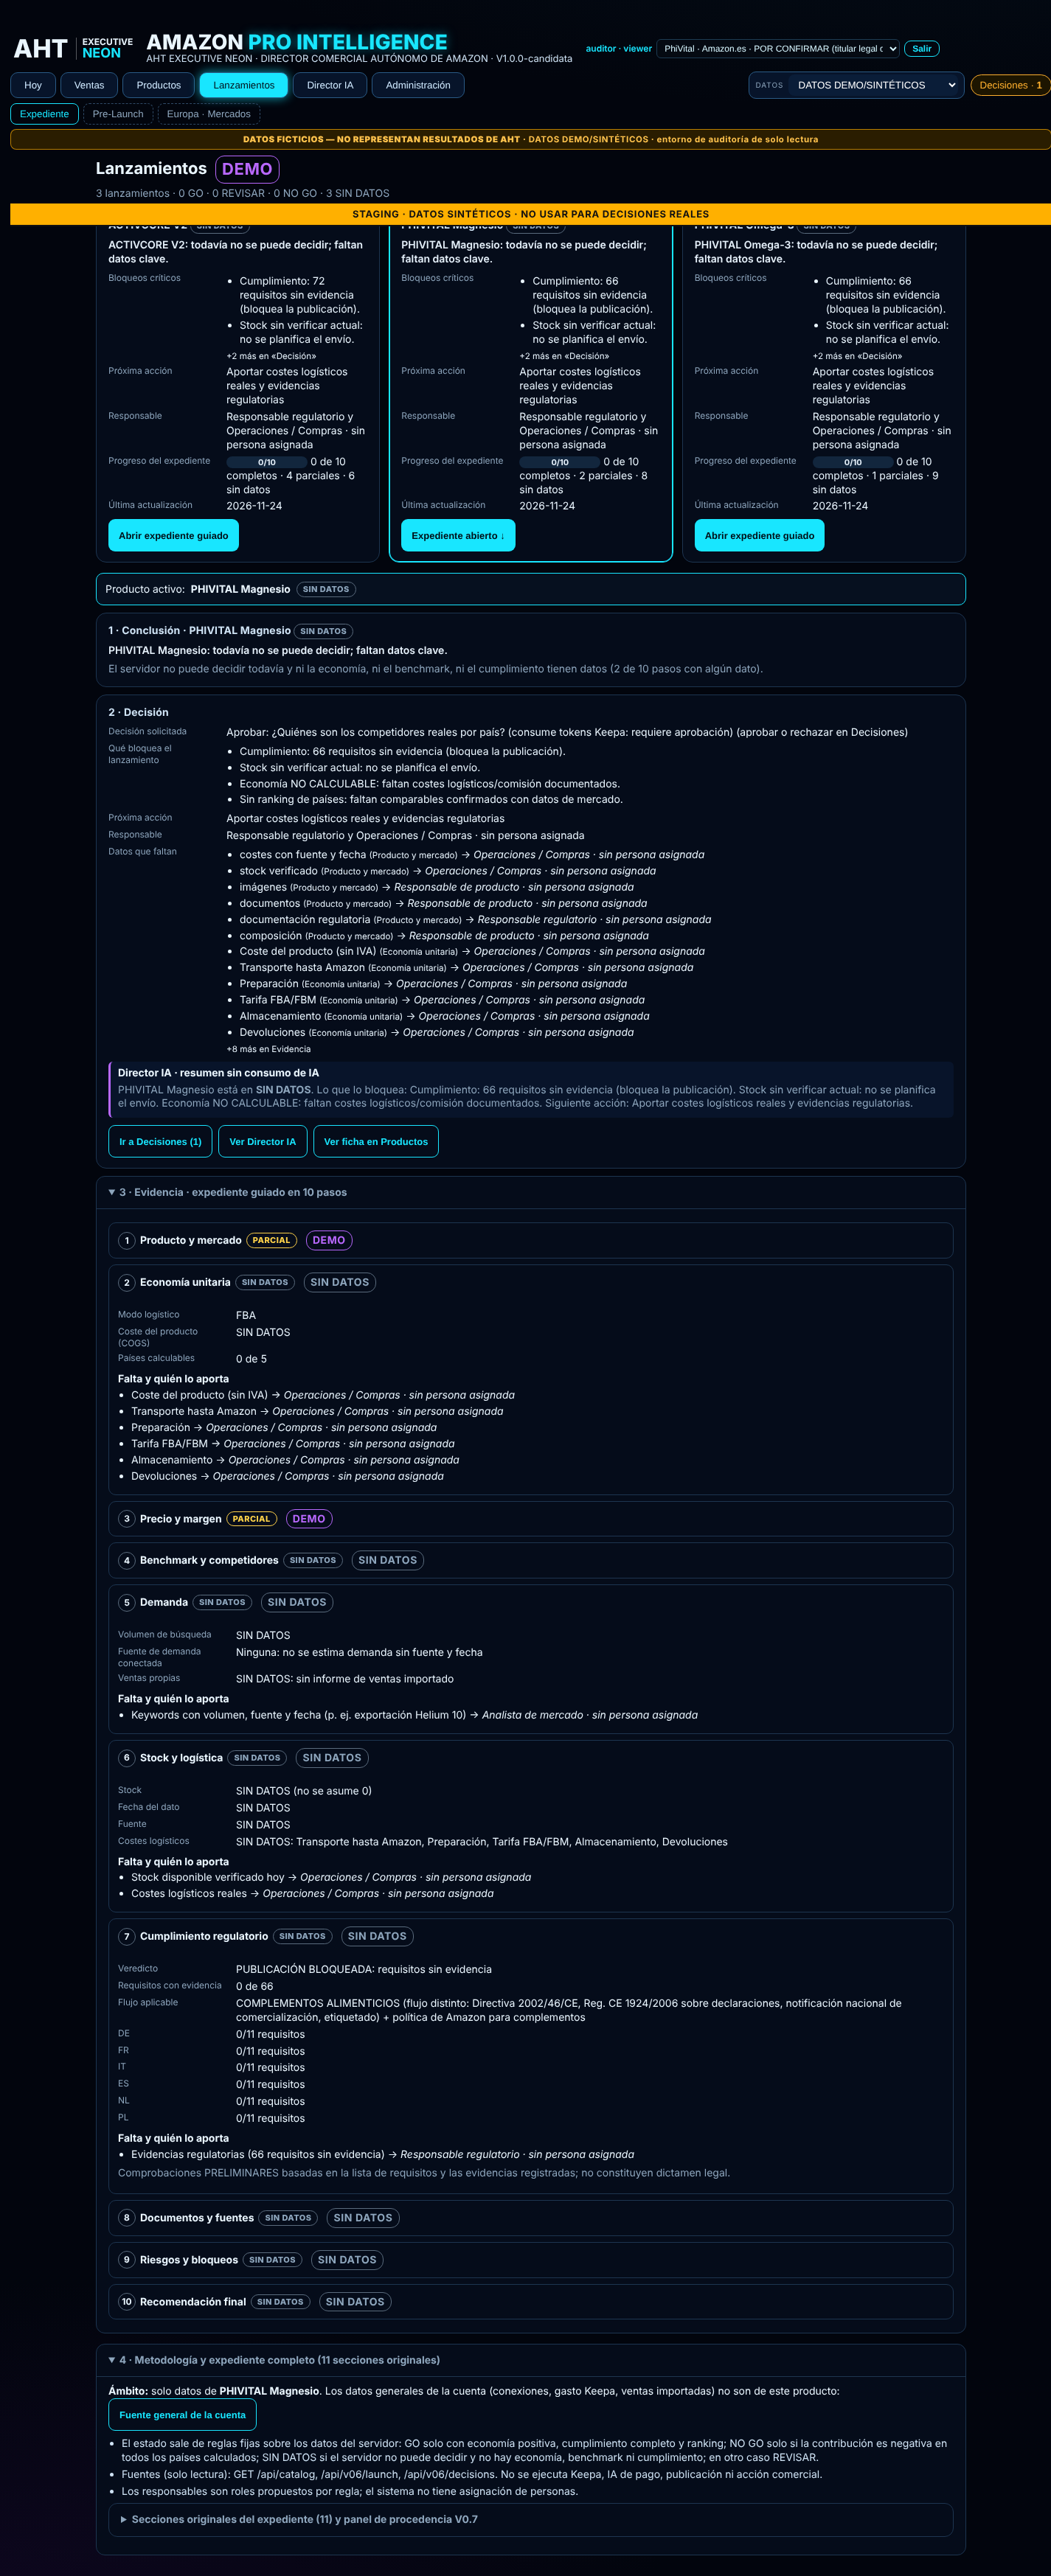 AHT EXECUTIVE NEON
AMAZON PRO INTELLIGENCE
AHT EXECUTIVE NEON · DIRECTOR COMERCIAL AUTÓNOMO DE AMAZON · V1.0.0-candidata
auditor · viewer PhiVital · Amazon.es · POR CONFIRMAR (titular legal d Salir
Hoy Ventas Productos Lanzamientos Director IA Administración DATOS DATOS DEMO/SINTÉTICOS Decisiones · 1
Expediente Pre-Launch Europa · Mercados
DATOS FICTICIOS — NO REPRESENTAN RESULTADOS DE AHT · DATOS DEMO/SINTÉTICOS · entorno de auditoría de solo lectura
Lanzamientos DEMO
3 lanzamientos · 0 GO · 0 REVISAR · 0 NO GO · 3 SIN DATOS
STAGING · DATOS SINTÉTICOS · NO USAR PARA DECISIONES REALES
ACTIVCORE V2 SIN DATOS
ACTIVCORE V2: todavía no se puede decidir; faltan
datos clave.
Bloqueos críticos
• Cumplimiento: 72
requisitos sin evidencia
(bloquea la publicación).
• Stock sin verificar actual:
no se planifica el envío.
+2 más en «Decisión»
Próxima acción Aportar costes logísticos
reales y evidencias
regulatorias
Responsable Responsable regulatorio y
Operaciones / Compras · sin
persona asignada
Progreso del expediente 0/10 0 de 10
completos · 4 parciales · 6
sin datos
Última actualización 2026-11-24
Abrir expediente guiado
PHIVITAL Magnesio SIN DATOS
PHIVITAL Magnesio: todavía no se puede decidir;
faltan datos clave.
Bloqueos críticos
• Cumplimiento: 66
requisitos sin evidencia
(bloquea la publicación).
• Stock sin verificar actual:
no se planifica el envío.
+2 más en «Decisión»
Próxima acción Aportar costes logísticos
reales y evidencias
regulatorias
Responsable Responsable regulatorio y
Operaciones / Compras · sin
persona asignada
Progreso del expediente 0/10 0 de 10
completos · 2 parciales · 8
sin datos
Última actualización 2026-11-24
Expediente abierto ↓
PHIVITAL Omega-3 SIN DATOS
PHIVITAL Omega-3: todavía no se puede decidir;
faltan datos clave.
Bloqueos críticos
• Cumplimiento: 66
requisitos sin evidencia
(bloquea la publicación).
• Stock sin verificar actual:
no se planifica el envío.
+2 más en «Decisión»
Próxima acción Aportar costes logísticos
reales y evidencias
regulatorias
Responsable Responsable regulatorio y
Operaciones / Compras · sin
persona asignada
Progreso del expediente 0/10 0 de 10
completos · 1 parciales · 9
sin datos
Última actualización 2026-11-24
Abrir expediente guiado
Producto activo: PHIVITAL Magnesio SIN DATOS
1 · Conclusión · PHIVITAL Magnesio SIN DATOS
PHIVITAL Magnesio: todavía no se puede decidir; faltan datos clave.
El servidor no puede decidir todavía y ni la economía, ni el benchmark, ni el cumplimiento tienen datos (2 de 10 pasos con algún dato).
2 · Decisión
Decisión solicitada Aprobar: ¿Quiénes son los competidores reales por país? (consume tokens Keepa: requiere aprobación) (aprobar o rechazar en Decisiones)
Qué bloquea el
lanzamiento
• Cumplimiento: 66 requisitos sin evidencia (bloquea la publicación).
• Stock sin verificar actual: no se planifica el envío.
• Economía NO CALCULABLE: faltan costes logísticos/comisión documentados.
• Sin ranking de países: faltan comparables confirmados con datos de mercado.
Próxima acción Aportar costes logísticos reales y evidencias regulatorias
Responsable Responsable regulatorio y Operaciones / Compras · sin persona asignada
Datos que faltan
• costes con fuente y fecha (Producto y mercado) → Operaciones / Compras · sin persona asignada
• stock verificado (Producto y mercado) → Operaciones / Compras · sin persona asignada
• imágenes (Producto y mercado) → Responsable de producto · sin persona asignada
• documentos (Producto y mercado) → Responsable de producto · sin persona asignada
• documentación regulatoria (Producto y mercado) → Responsable regulatorio · sin persona asignada
• composición (Producto y mercado) → Responsable de producto · sin persona asignada
• Coste del producto (sin IVA) (Economía unitaria) → Operaciones / Compras · sin persona asignada
• Transporte hasta Amazon (Economía unitaria) → Operaciones / Compras · sin persona asignada
• Preparación (Economía unitaria) → Operaciones / Compras · sin persona asignada
• Tarifa FBA/FBM (Economía unitaria) → Operaciones / Compras · sin persona asignada
• Almacenamiento (Economía unitaria) → Operaciones / Compras · sin persona asignada
• Devoluciones (Economía unitaria) → Operaciones / Compras · sin persona asignada
+8 más en Evidencia
Director IA · resumen sin consumo de IA
PHIVITAL Magnesio está en SIN DATOS. Lo que lo bloquea: Cumplimiento: 66 requisitos sin evidencia (bloquea la publicación). Stock sin verificar actual: no se planifica
el envío. Economía NO CALCULABLE: faltan costes logísticos/comisión documentados. Siguiente acción: Aportar costes logísticos reales y evidencias regulatorias.
Ir a Decisiones (1) Ver Director IA Ver ficha en Productos
▼ 3 · Evidencia · expediente guiado en 10 pasos
1 Producto y mercado PARCIAL DEMO
2 Economía unitaria SIN DATOS SIN DATOS
Modo logístico FBA
Coste del producto
(COGS) SIN DATOS
Países calculables 0 de 5
Falta y quién lo aporta
• Coste del producto (sin IVA) → Operaciones / Compras · sin persona asignada
• Transporte hasta Amazon → Operaciones / Compras · sin persona asignada
• Preparación → Operaciones / Compras · sin persona asignada
• Tarifa FBA/FBM → Operaciones / Compras · sin persona asignada
• Almacenamiento → Operaciones / Compras · sin persona asignada
• Devoluciones → Operaciones / Compras · sin persona asignada
3 Precio y margen PARCIAL DEMO
4 Benchmark y competidores SIN DATOS SIN DATOS
5 Demanda SIN DATOS SIN DATOS
Volumen de búsqueda SIN DATOS
Fuente de demanda
conectada Ninguna: no se estima demanda sin fuente y fecha
Ventas propias SIN DATOS: sin informe de ventas importado
Falta y quién lo aporta
• Keywords con volumen, fuente y fecha (p. ej. exportación Helium 10) → Analista de mercado · sin persona asignada
6 Stock y logística SIN DATOS SIN DATOS
Stock SIN DATOS (no se asume 0)
Fecha del dato SIN DATOS
Fuente SIN DATOS
Costes logísticos SIN DATOS: Transporte hasta Amazon, Preparación, Tarifa FBA/FBM, Almacenamiento, Devoluciones
Falta y quién lo aporta
• Stock disponible verificado hoy → Operaciones / Compras · sin persona asignada
• Costes logísticos reales → Operaciones / Compras · sin persona asignada
7 Cumplimiento regulatorio SIN DATOS SIN DATOS
Veredicto PUBLICACIÓN BLOQUEADA: requisitos sin evidencia
Requisitos con evidencia 0 de 66
Flujo aplicable COMPLEMENTOS ALIMENTICIOS (flujo distinto: Directiva 2002/46/CE, Reg. CE 1924/2006 sobre declaraciones, notificación nacional de
comercialización, etiquetado) + política de Amazon para complementos
DE 0/11 requisitos
FR 0/11 requisitos
IT 0/11 requisitos
ES 0/11 requisitos
NL 0/11 requisitos
PL 0/11 requisitos
Falta y quién lo aporta
• Evidencias regulatorias (66 requisitos sin evidencia) → Responsable regulatorio · sin persona asignada
Comprobaciones PRELIMINARES basadas en la lista de requisitos y las evidencias registradas; no constituyen dictamen legal.
8 Documentos y fuentes SIN DATOS SIN DATOS
9 Riesgos y bloqueos SIN DATOS SIN DATOS
10 Recomendación final SIN DATOS SIN DATOS
▼ 4 · Metodología y expediente completo (11 secciones originales)
Ámbito: solo datos de PHIVITAL Magnesio. Los datos generales de la cuenta (conexiones, gasto Keepa, ventas importadas) no son de este producto:
Fuente general de la cuenta
• El estado sale de reglas fijas sobre los datos del servidor: GO solo con economía positiva, cumplimiento completo y ranking; NO GO solo si la contribución es negativa en
todos los países calculados; SIN DATOS si el servidor no puede decidir y no hay economía, benchmark ni cumplimiento; en otro caso REVISAR.
• Fuentes (solo lectura): GET /api/catalog, /api/v06/launch, /api/v06/decisions. No se ejecuta Keepa, IA de pago, publicación ni acción comercial.
• Los responsables son roles propuestos por regla; el sistema no tiene asignación de personas.
▶ Secciones originales del expediente (11) y panel de procedencia V0.7